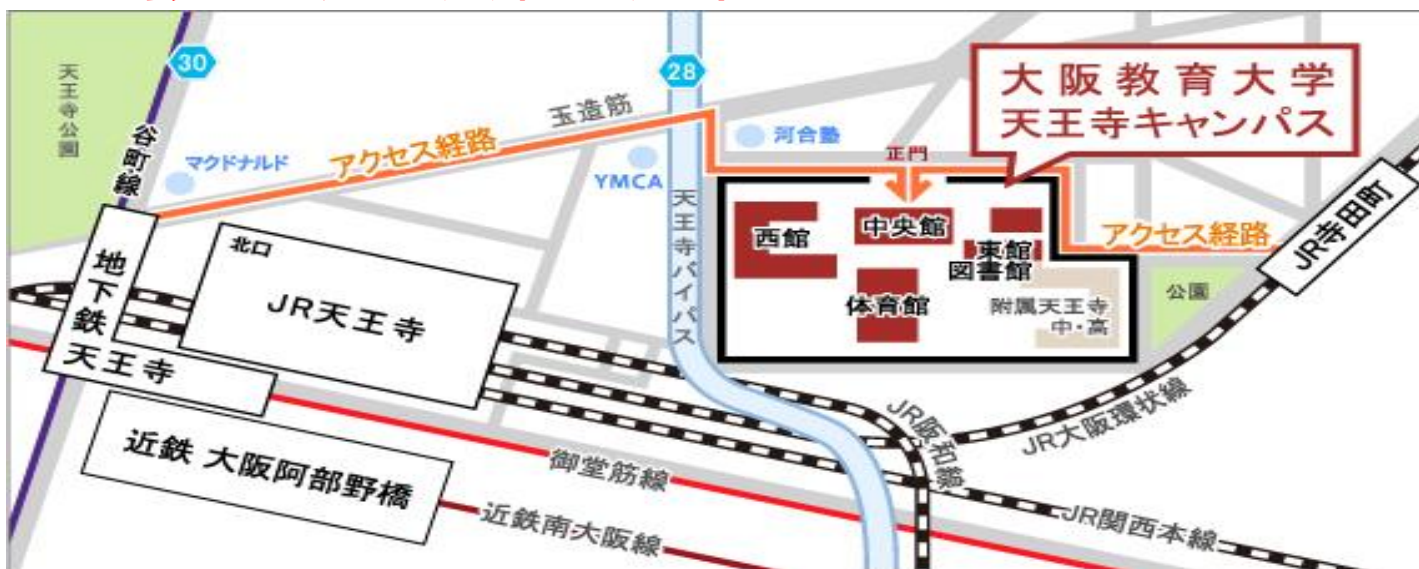 30
28
大阪教育大学
天王寺キャンパス
天王寺公園
谷町線
玉造筋
アクセス経路
マクドナルド
YMCA
河合塾
正門
天王寺バイパス
西館
中央館
東館
図書館
体育館
附属天王寺
中・高
アクセス経路
公園
JR寺田町
北口
JR天王寺
地下鉄
天王寺
近鉄 大阪阿部野橋
御堂筋線
近鉄南大阪線
JR阪和線
JR大阪環状線
JR関西本線